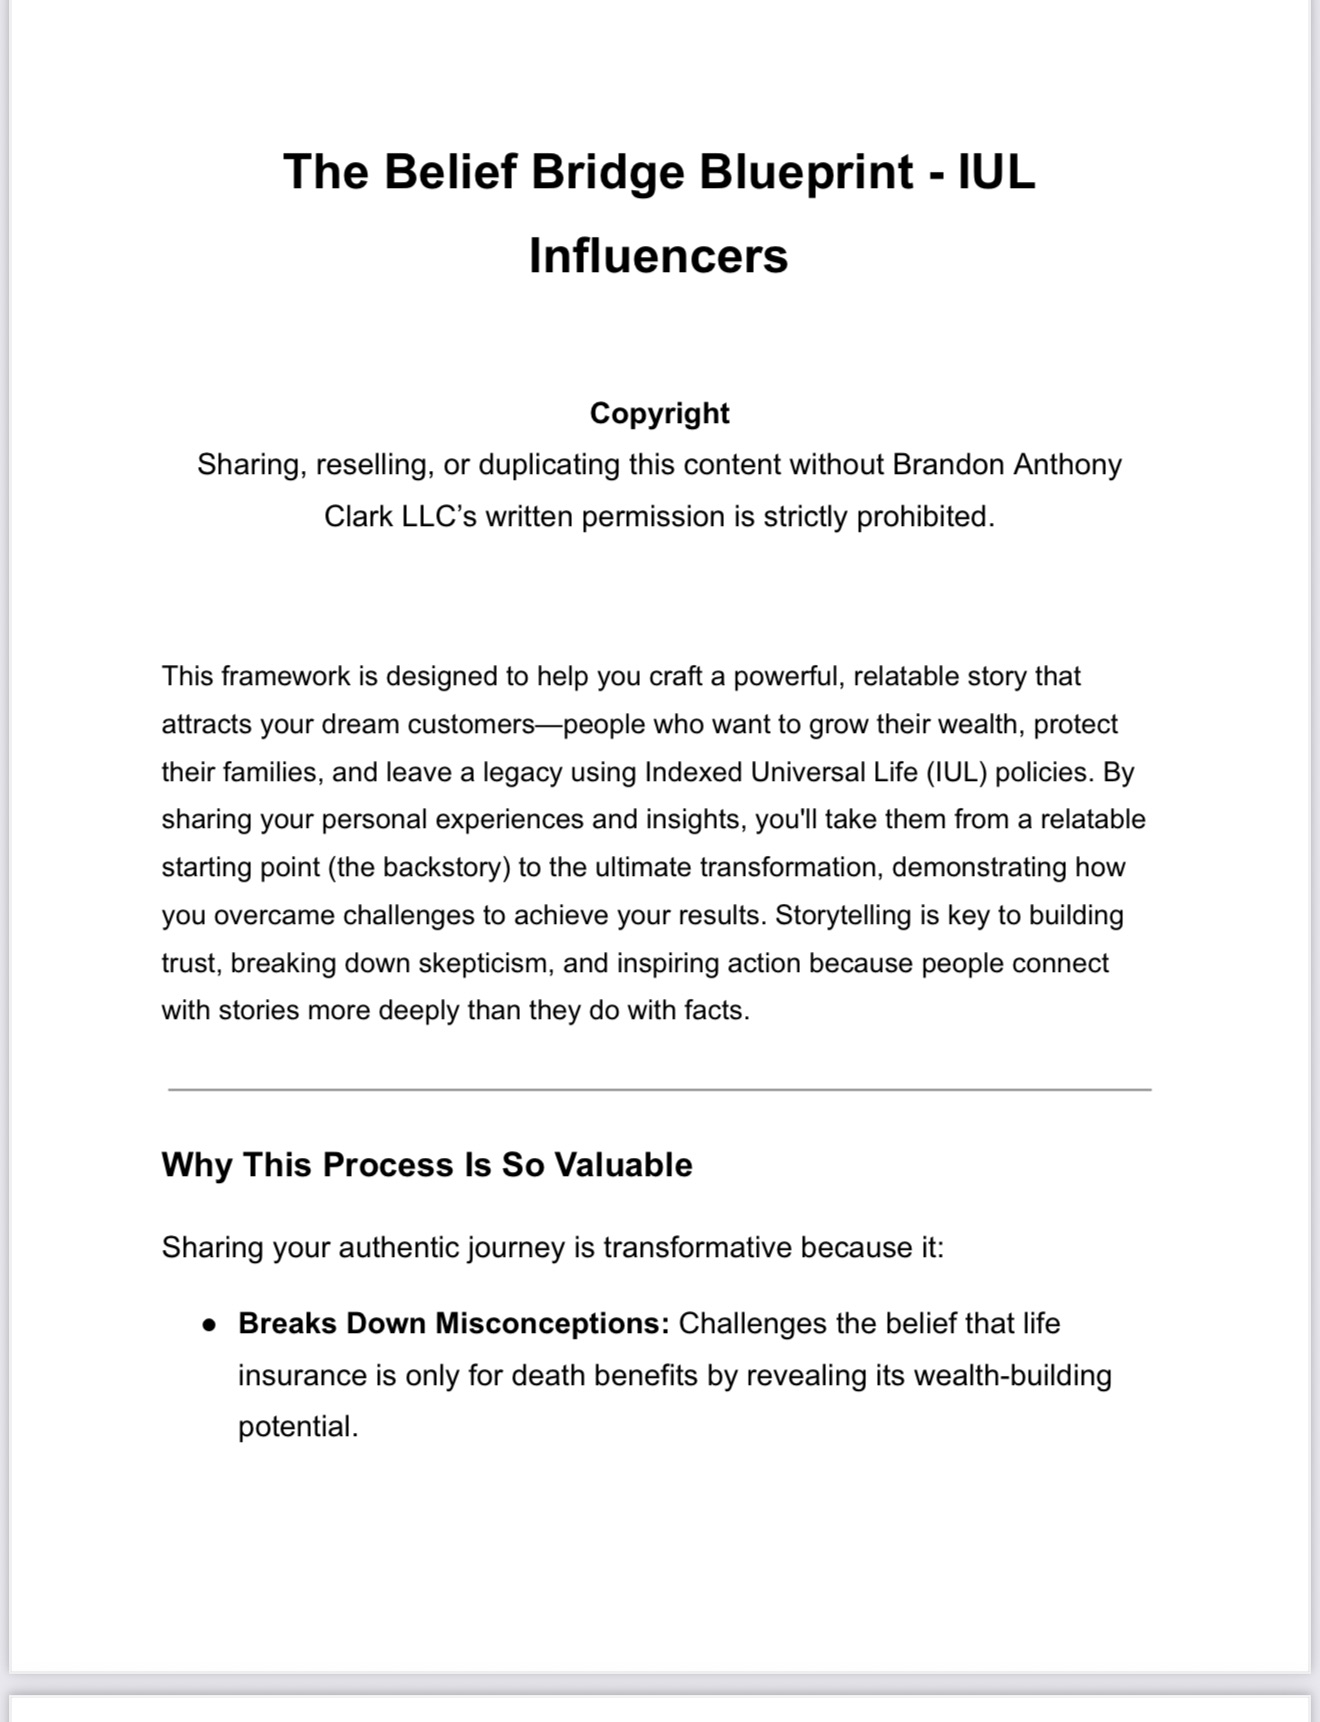 The Belief Bridge Blueprint - IUL
Influencers
Copyright
Sharing, reselling, or duplicating this content without Brandon Anthony
Clark LLC’s written permission is strictly prohibited.
This framework is designed to help you craft a powerful, relatable story that
attracts your dream customers—people who want to grow their wealth, protect
their families, and leave a legacy using Indexed Universal Life (IUL) policies. By
sharing your personal experiences and insights, you'll take them from a relatable
starting point (the backstory) to the ultimate transformation, demonstrating how
you overcame challenges to achieve your results. Storytelling is key to building
trust, breaking down skepticism, and inspiring action because people connect
with stories more deeply than they do with facts.
Why This Process Is So Valuable
Sharing your authentic journey is transformative because it:
● Breaks Down Misconceptions: Challenges the belief that life
insurance is only for death benefits by revealing its wealth-building
potential.